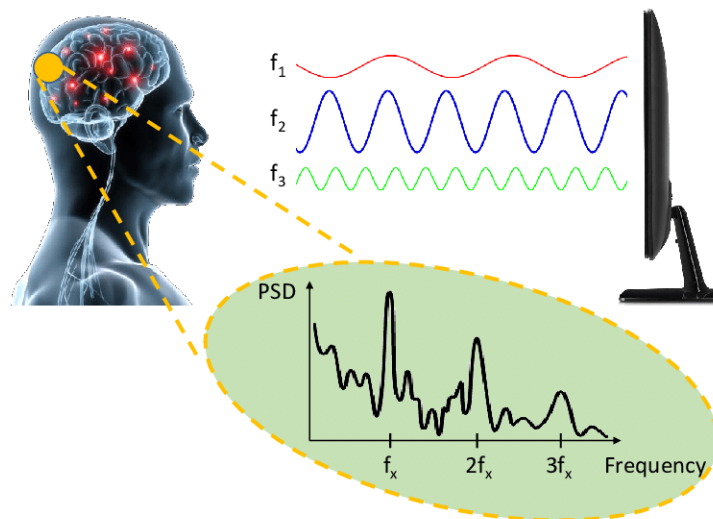 f₁
f₂
f₃
PSD
fₓ 2fₓ 3fₓ Frequency